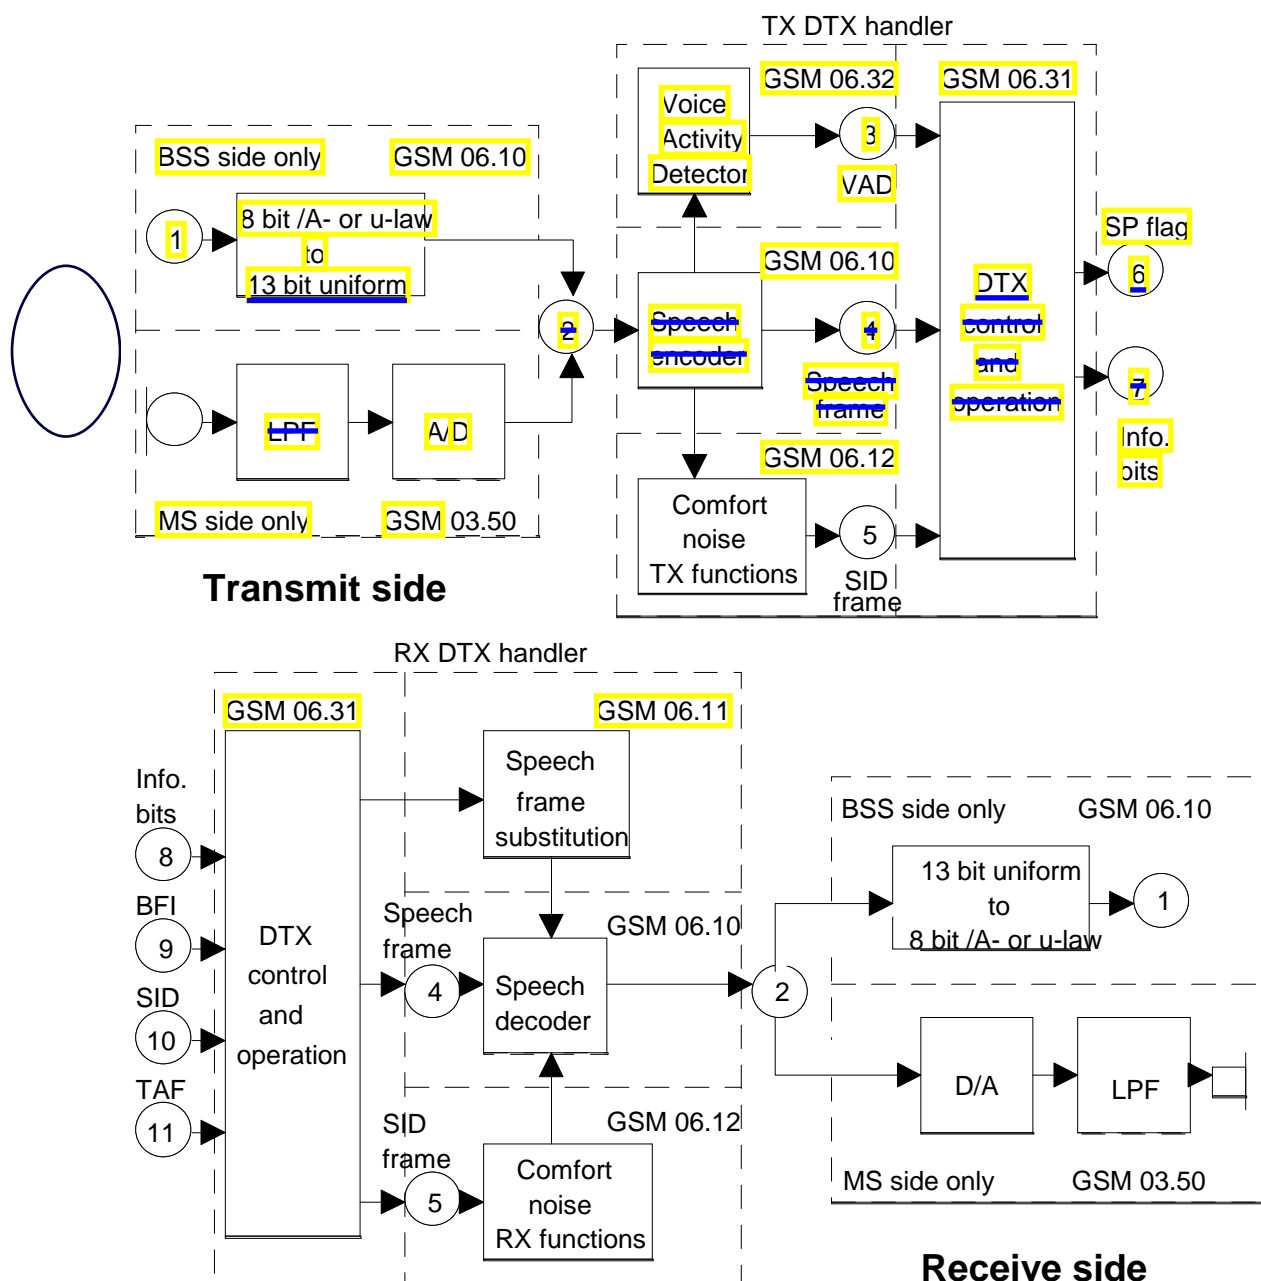 TX DTX handler
GSM 06.32
GSM 06.31
Voice
Activity
Detector
3
VAD
BSS side only
GSM 06.10
1
8 bit /A- or u-law
to
13 bit uniform
SP flag
6
GSM 06.10
2
Speech
encoder
4
Speech
frame
DTX
control
and
operation
7
Info.
bits
LPF
A/D
GSM 06.12
MS side only
GSM 03.50
Comfort
noise
TX functions
5
SID
frame
Transmit side
RX DTX handler
GSM 06.31
GSM 06.11
Info.
bits
8
BFI
9
SID
10
TAF
11
DTX
control
and
operation
Speech
frame
substitution
Speech
frame
4
GSM 06.10
Speech
decoder
SID
frame
5
GSM 06.12
Comfort
noise
RX functions
2
BSS side only
GSM 06.10
13 bit uniform
to
8 bit /A- or u-law
1
D/A
LPF
MS side only
GSM 03.50
Receive side